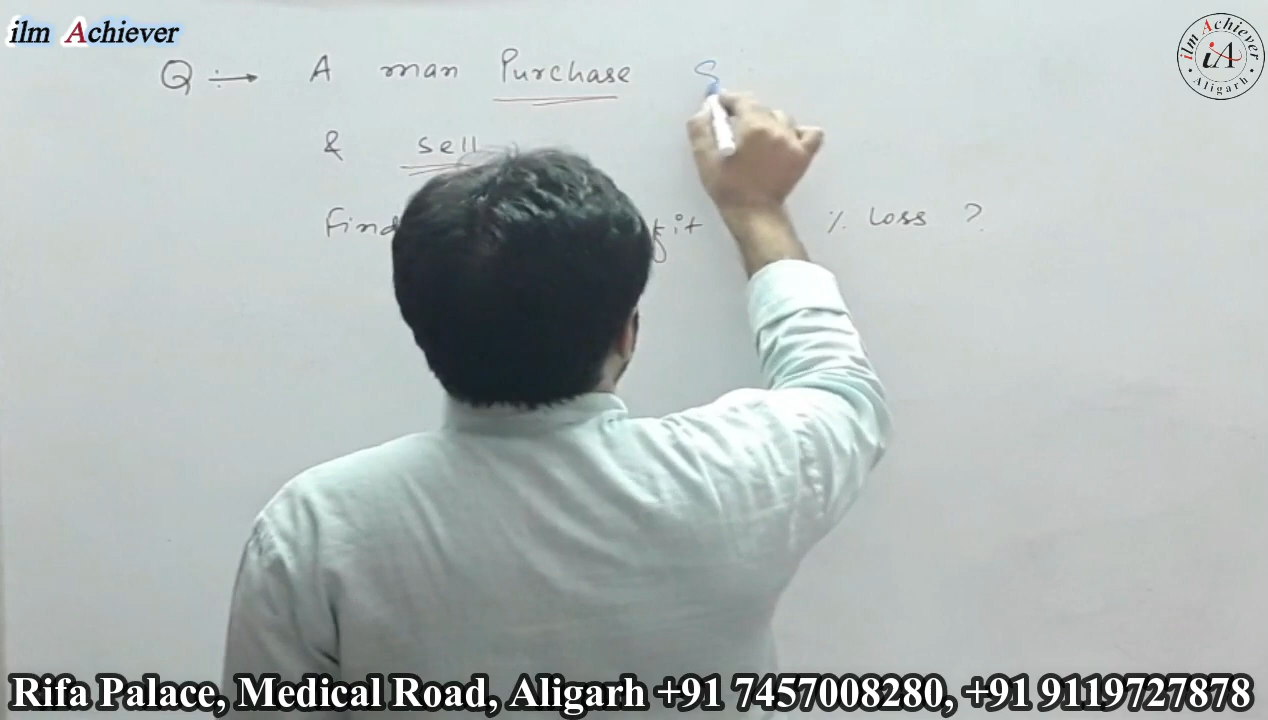 ilm Achiever
ilm Achiever
iA
Aligarh
Q:→ A man Purchase
& sell
% Loss ?
Rifa Palace, Medical Road, Aligarh +91 7457008280, +91 9119727878